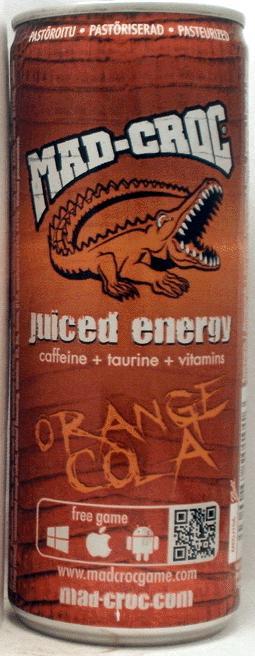 PASTÖROITU • PASTÖRISERAD • PASTEURIZED
MAD-CROC
juiced energy
caffeine + taurine + vitamins
ORANGE
COLA
free game
www.madcrocgame.com
mad-croc.com